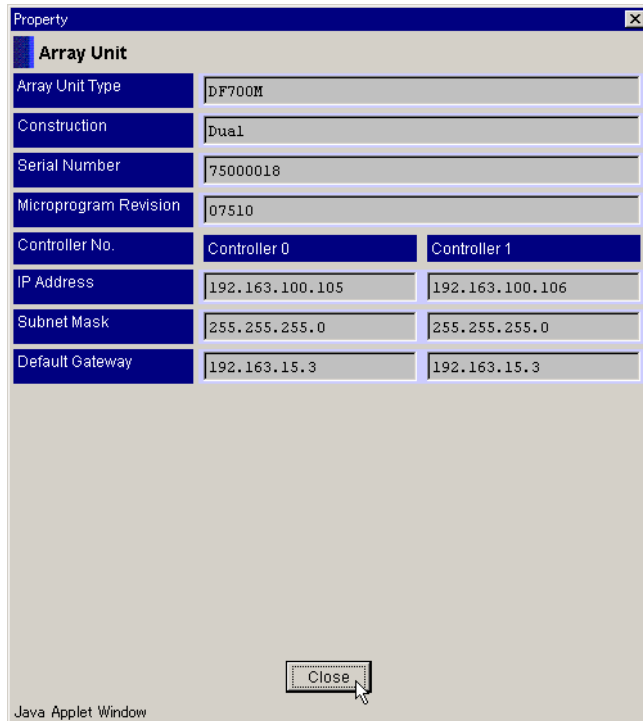 Property
Array Unit
Array Unit Type DF700M
Construction Dual
Serial Number 75000018
Microprogram Revision 07510
Controller No. Controller 0 Controller 1
IP Address 192.163.100.105 192.163.100.106
Subnet Mask 255.255.255.0 255.255.255.0
Default Gateway 192.163.15.3 192.163.15.3
Close
Java Applet Window